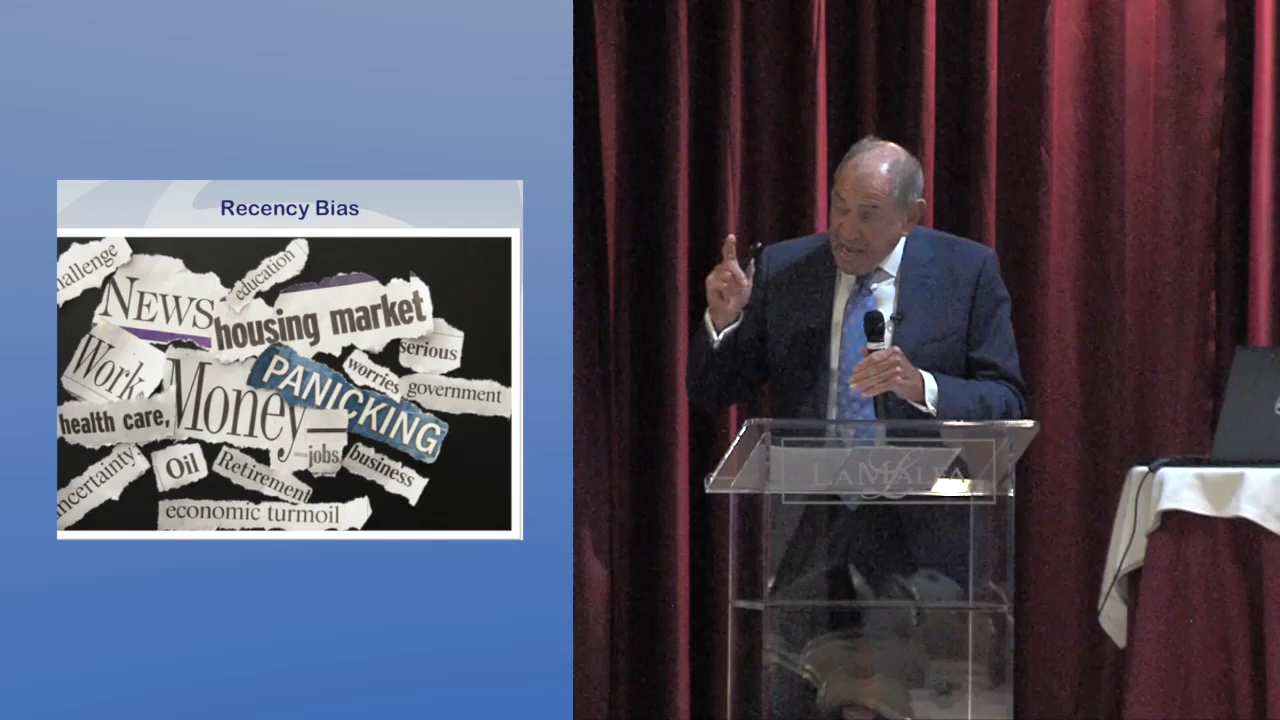 Recency Bias
hallenge
NEWS
education
housing market
serious
Work
Money
PANICKING
worries
government
health care,
jobs
business
Oil
Retirement
ncertainty
economic turmoil
LAMALFA
L